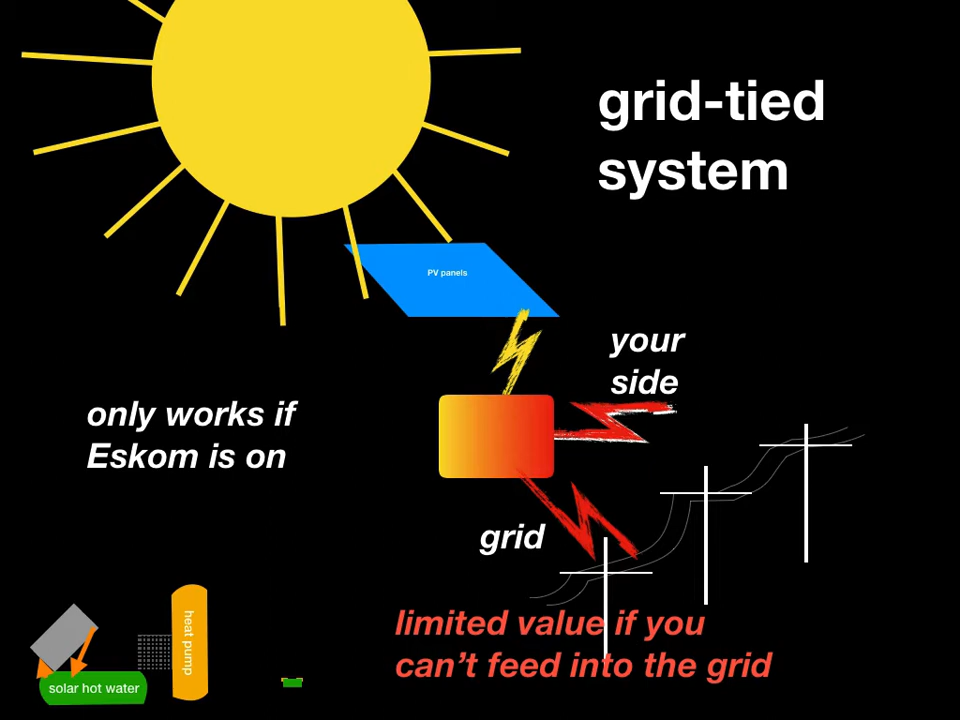 grid-tied
system
PV panels
your
side
only works if
Eskom is on
grid
heat pump
limited value if you
can't feed into the grid
solar hot water